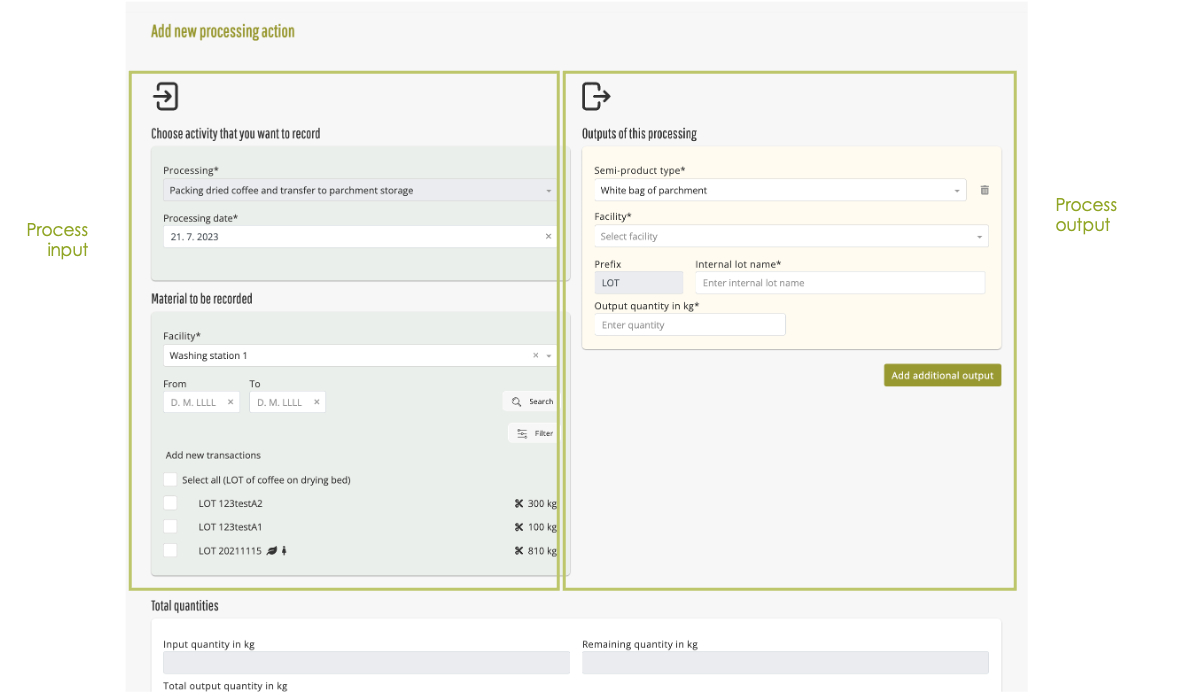 Add new processing action
Process
input
Choose activity that you want to record
Processing*
Packing dried coffee and transfer to parchment storage
Processing date*
21. 7. 2023
Material to be recorded
Facility*
Washing station 1
From To
D. M. LLLL D. M. LLLL
Search
Filter
Add new transactions
Select all (LOT of coffee on drying bed)
LOT 123testA2 300 kg
LOT 123testA1 100 kg
LOT 20211115 810 kg
Outputs of this processing
Semi-product type*
White bag of parchment
Facility*
Select facility
Prefix Internal lot name*
LOT Enter internal lot name
Output quantity in kg*
Enter quantity
Add additional output
Process
output
Total quantities
Input quantity in kg Remaining quantity in kg
Total output quantity in kg